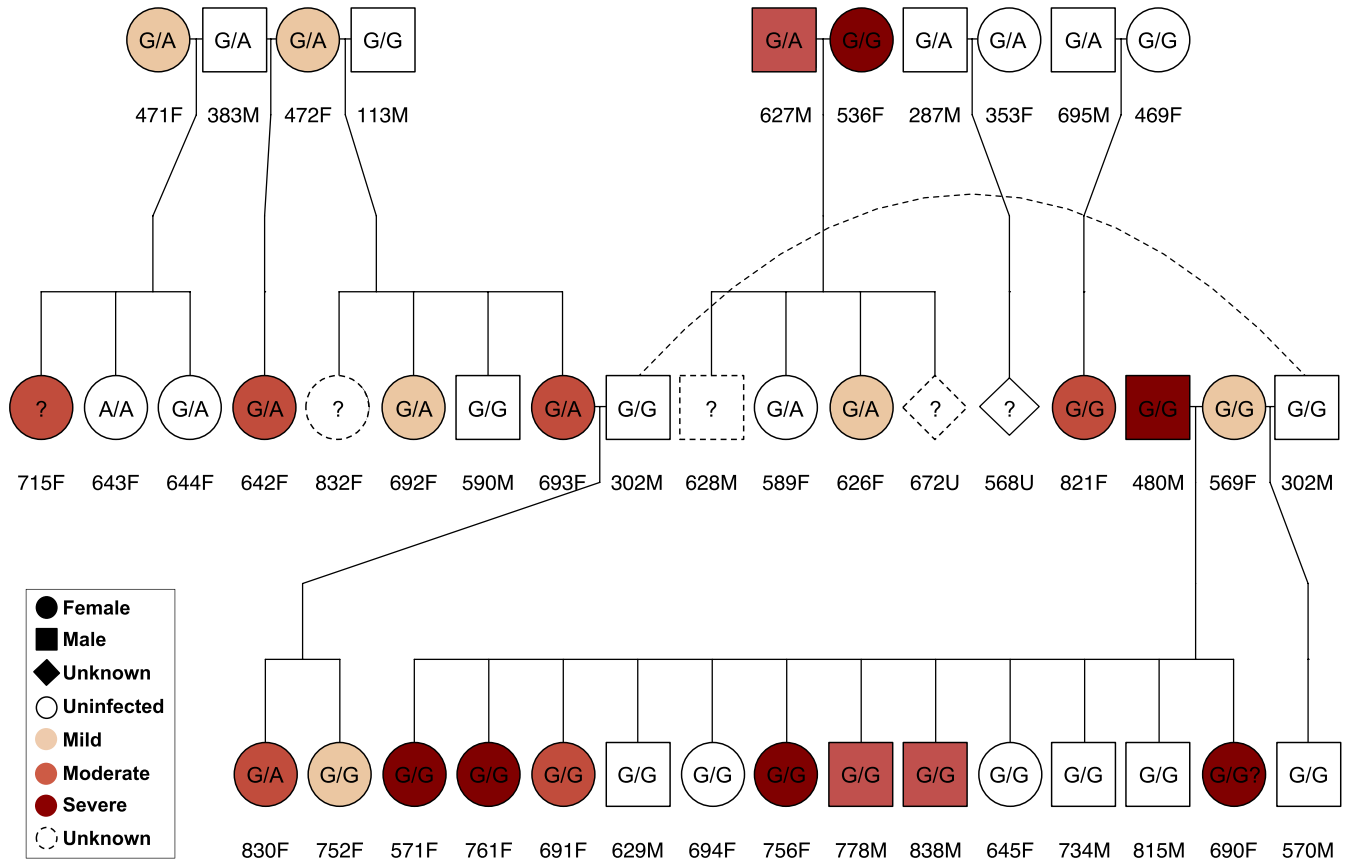 G/A G/A G/A G/G G/A G/G G/A G/A G/A G/G
471F 383M 472F 113M 627M 536F 287M 353F 695M 469F
? A/A G/A G/A ? G/A G/G G/A G/G ? G/A G/A ? ? G/G G/G G/G G/G
715F 643F 644F 642F 832F 692F 590M 693F 302M 628M 589F 626F 672U 568U 821F 480M 569F 302M
Female
Male
Unknown
Uninfected
Mild
Moderate
Severe
Unknown
G/A G/G G/G G/G G/G G/G G/G G/G G/G G/G G/G G/G G/G G/G? G/G
830F 752F 571F 761F 691F 629M 694F 756F 778M 838M 645F 734M 815M 690F 570M